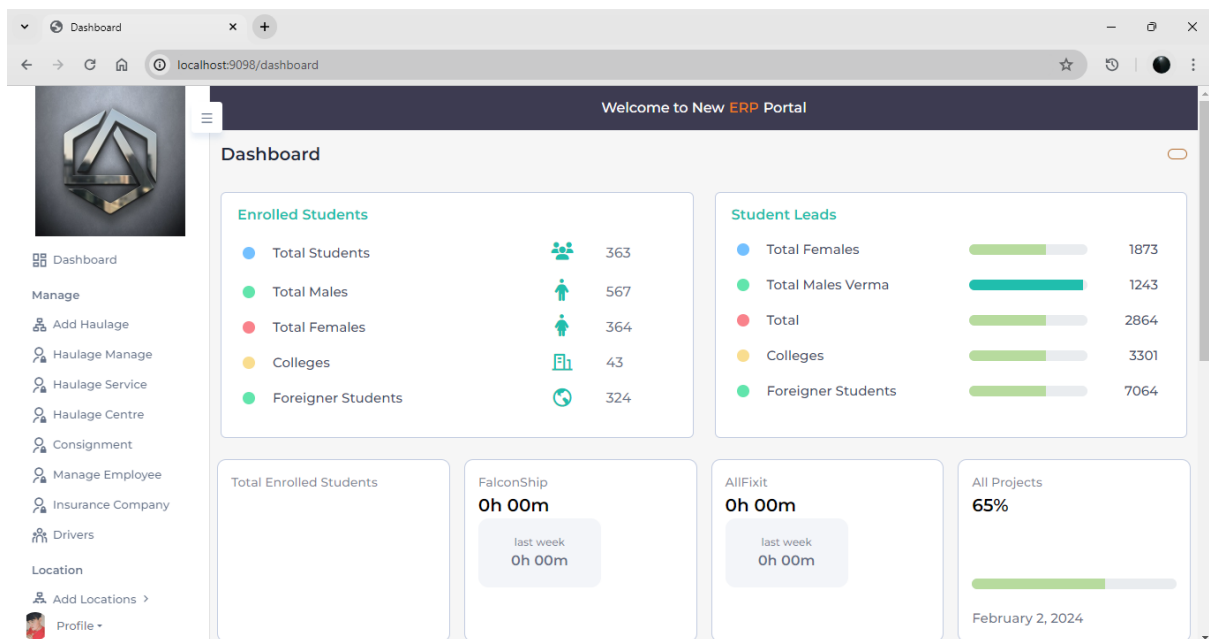 Dashboard
localhost:9098/dashboard
Welcome to New ERP Portal
Dashboard
Manage
Add Haulage
Haulage Manage
Haulage Service
Haulage Centre
Consignment
Manage Employee
Insurance Company
Drivers
Location
Add Locations
Profile
Dashboard
Enrolled Students
Total Students 363
Total Males 567
Total Females 364
Colleges 43
Foreigner Students 324
Student Leads
Total Females 1873
Total Males Verma 1243
Total 2864
Colleges 3301
Foreigner Students 7064
Total Enrolled Students
FalconShip
0h 00m
last week
0h 00m
AllFixit
0h 00m
last week
0h 00m
All Projects
65%
February 2, 2024